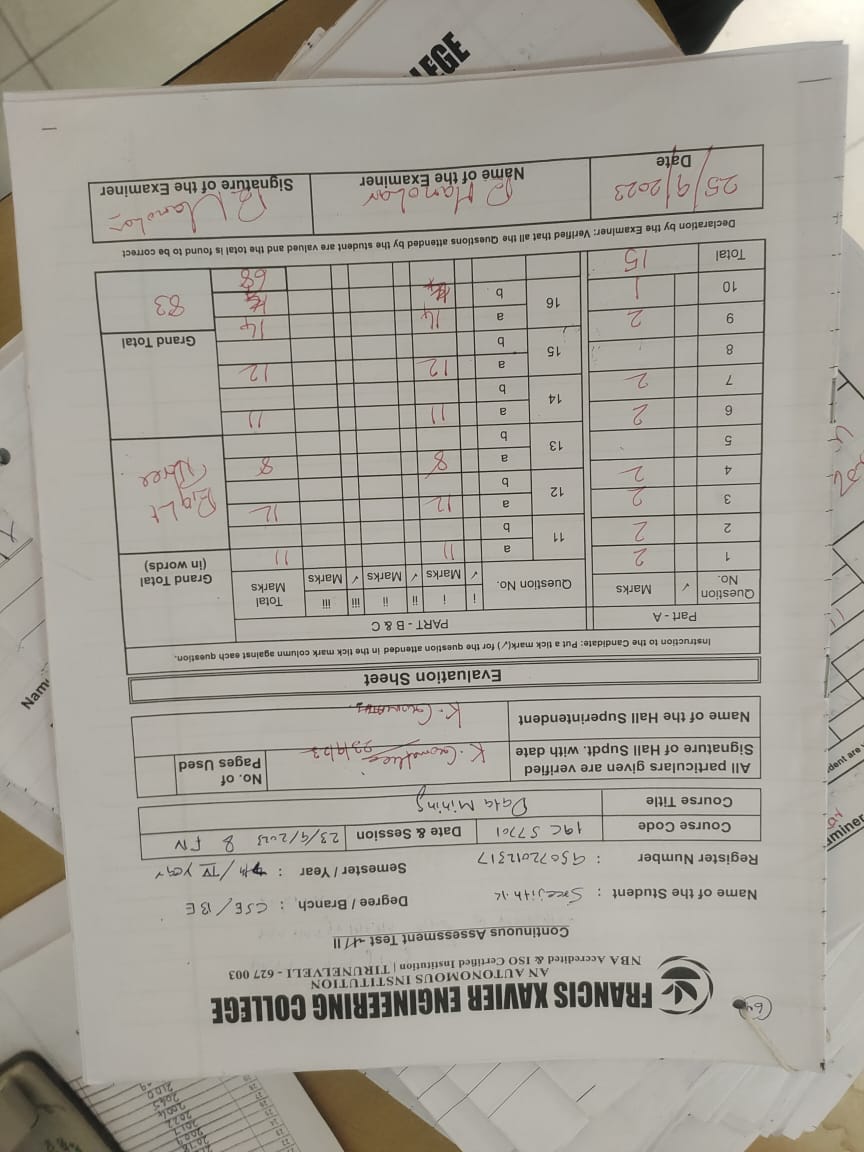 64
FRANCIS XAVIER ENGINEERING COLLEGE
AN AUTONOMOUS INSTITUTION
NBA Accredited & ISO Certified Institution | TIRUNELVELI - 627 003
Continuous Assessment Test -I/ II
Name of the Student : Sreejith.K
Degree / Branch : CSE/BE
Register Number : 95072012317
Semester / Year : 7th/IV year
Course Code 19CS7701 Date & Session 23/9/2023 & FN
Course Title Data Mining
All particulars given are verified
Signature of Hall Supdt. with date K. Gomathee 23/9/23
No. of
Pages Used
Name of the Hall Superintendent K. GOMATHI
Evaluation Sheet
Instruction to the Candidate: Put a tick mark(✓) for the question attended in the tick mark column against each question.
Part - A PART - B & C
Question No. ✓ Marks Question No. i i ii ii iii iii Total Marks Grand Total (in words)
✓ Marks ✓ Marks ✓ Marks
1 2 11 a 11 11
2 2 b
3 2 12 a 12 12 Eight Three
4 2 b
5 13 a 8 8
b
6 2 14 a 11 11
7 2 b
8 15 a 12 12
b Grand Total
9 2 16 a 14 14 83
10 1 b
Total 15 68
Declaration by the Examiner: Verified that all the Questions attended by the student are valued and the total is found to be correct
25/9/2023 P. Manohar P. Manohar
Date Name of the Examiner Signature of the Examiner